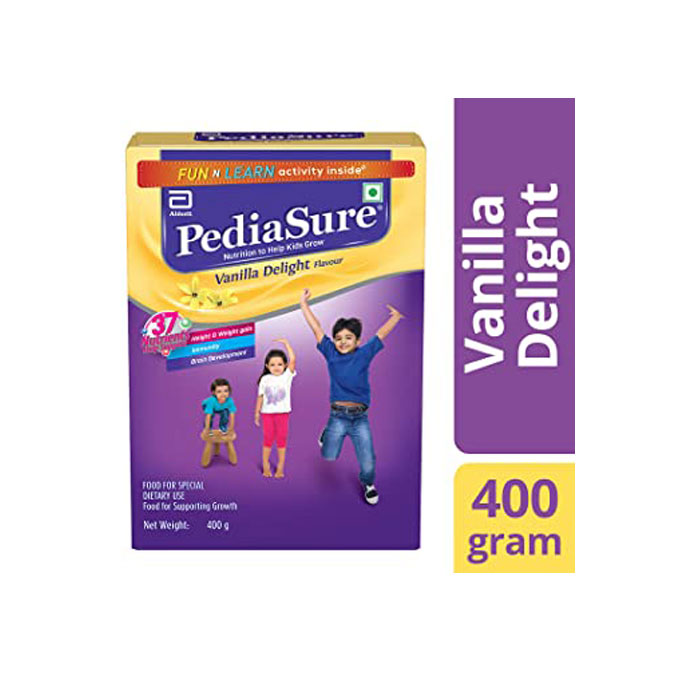 FUN N LEARN activity inside
Abbott
PediaSure®
Nutrition to Help Kids Grow
Vanilla Delight Flavour
37
Nutrients
Height & Weight gain
Immunity
Brain Development
FOOD FOR SPECIAL
DIETARY USE
Food for Supporting Growth
Net Weight: 400 g
Vanilla
Delight
400
gram